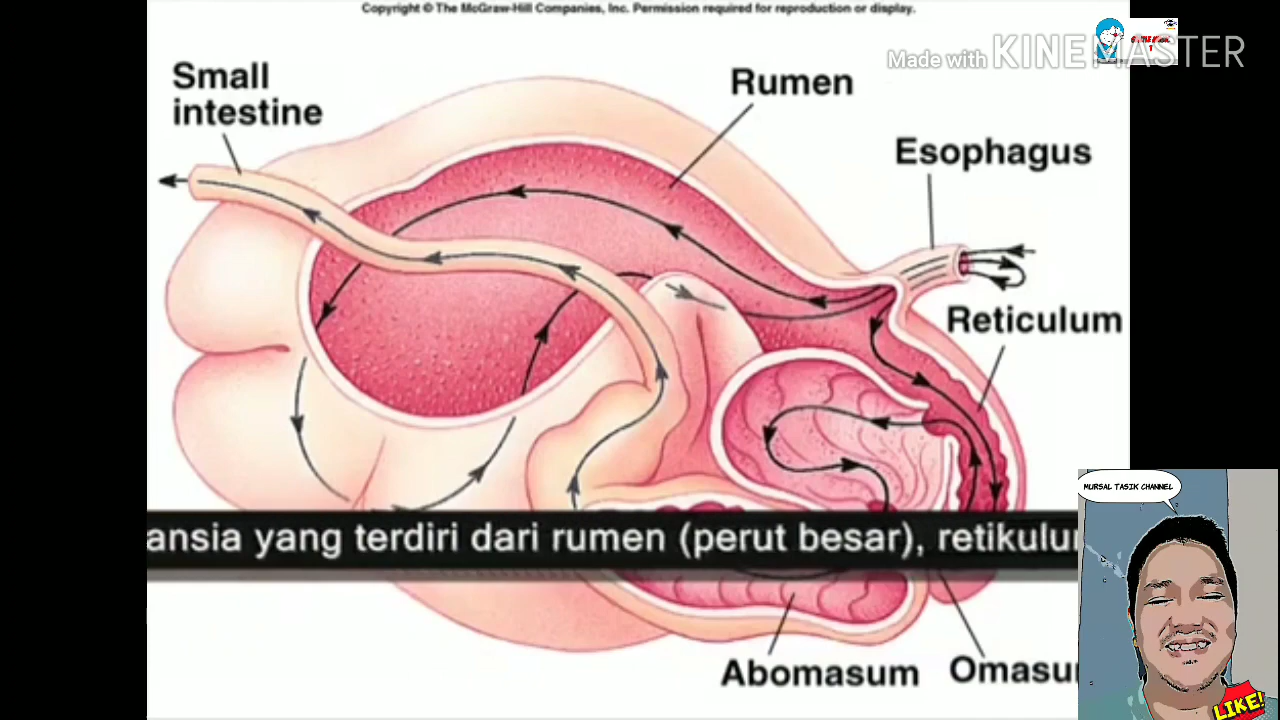 Copyright © The McGraw-Hill Companies, Inc. Permission required for reproduction or display.
Made with KINEMASTER
Small
intestine
Rumen
Esophagus
Reticulum
ansia yang terdiri dari rumen (perut besar), retikulu
MURSAL TASIK CHANNEL
Abomasum
Omasu
LIKE!